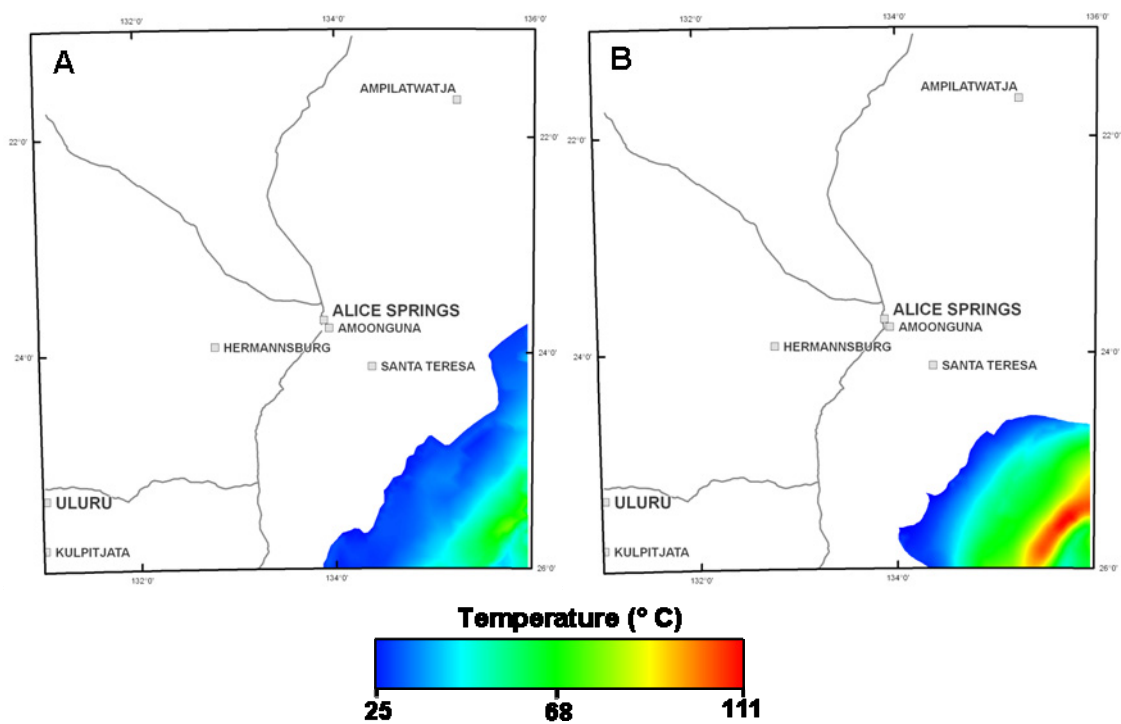 132°0'
134°0'
136°0'
A
AMPILATWATJA
22°0'
22°0'
ALICE SPRINGS
AMOONGUNA
HERMANNSBURG
SANTA TERESA
24°0'
24°0'
ULURU
KULPITJATA
132°0'
134°0'
26°0'
132°0'
134°0'
136°0'
B
AMPILATWATJA
22°0'
22°0'
ALICE SPRINGS
AMOONGUNA
HERMANNSBURG
SANTA TERESA
24°0'
24°0'
ULURU
KULPITJATA
132°0'
134°0'
26°0'
Temperature (° C)
25
68
111